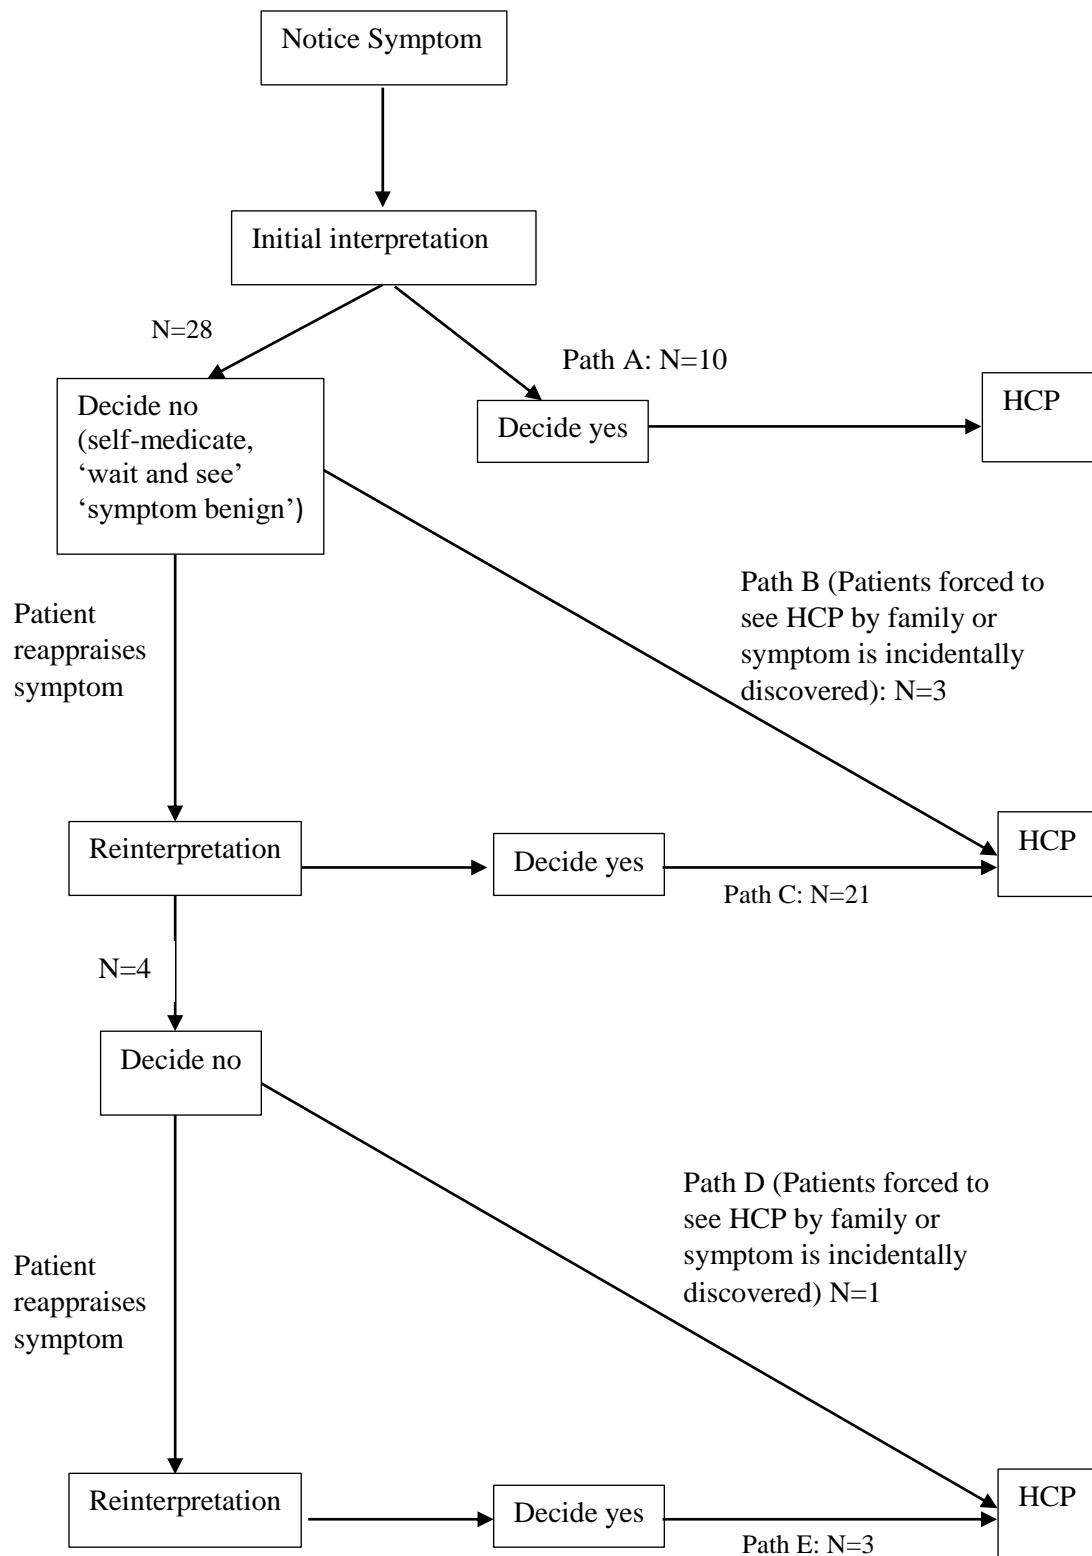 Notice Symptom
Initial interpretation
N=28
Path A: N=10
Decide no
(self-medicate,
‘wait and see’
‘symptom benign’)
Decide yes
HCP
Patient
reappraises
symptom
Path B (Patients forced to
see HCP by family or
symptom is incidentally
discovered): N=3
Reinterpretation
Decide yes
HCP
Path C: N=21
N=4
Decide no
Path D (Patients forced to
see HCP by family or
symptom is incidentally
discovered) N=1
Patient
reappraises
symptom
Reinterpretation
Decide yes
HCP
Path E: N=3